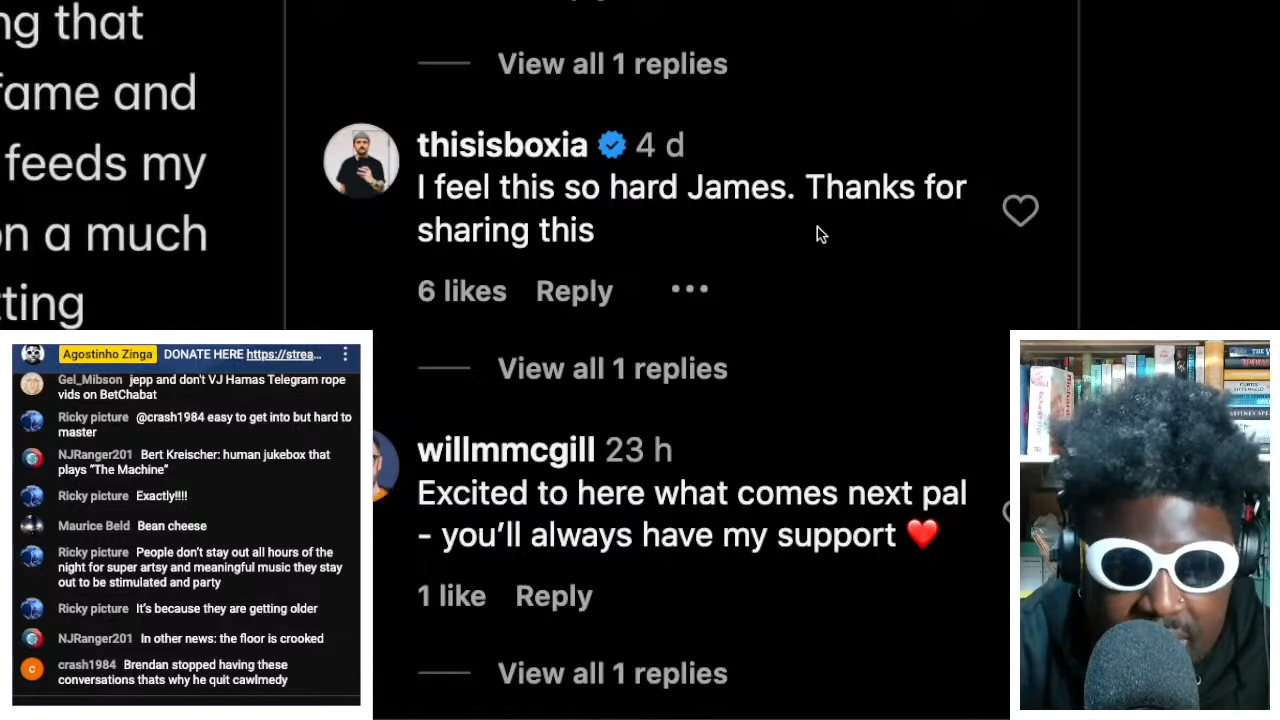 ng that
fame and
feeds my
on a much
tting
View all 1 replies
thisisboxia 4 d
I feel this so hard James. Thanks for
sharing this
6 likes Reply
View all 1 replies
willmmcgill 23 h
Excited to here what comes next pal
- you’ll always have my support ❤️
1 like Reply
View all 1 replies
Agostinho Zinga DONATE HERE https://strea...
Gel_Mibson jepp and don't VJ Hamas Telegram rope
vids on BetChabat
Ricky picture @crash1984 easy to get into but hard to
master
NJRanger201 Bert Kreischer: human jukebox that
plays “The Machine”
Ricky picture Exactly!!!!
Maurice Beld Bean cheese
Ricky picture People don’t stay out all hours of the
night for super artsy and meaningful music they stay
out to be stimulated and party
Ricky picture It’s because they are getting older
NJRanger201 In other news: the floor is crooked
C
crash1984 Brendan stopped having these
conversations thats why he quit cawlmedy